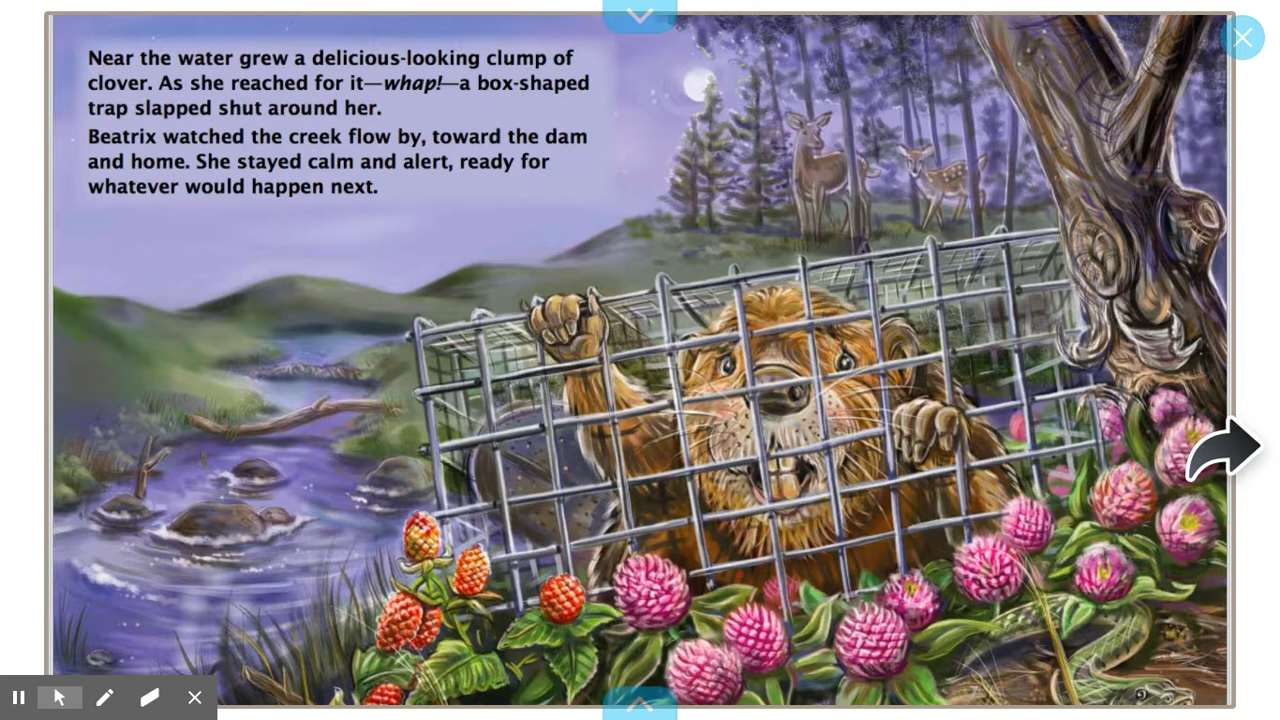 Near the water grew a delicious-looking clump of
clover. As she reached for it—whap!—a box-shaped
trap slapped shut around her.
Beatrix watched the creek flow by, toward the dam
and home. She stayed calm and alert, ready for
whatever would happen next.